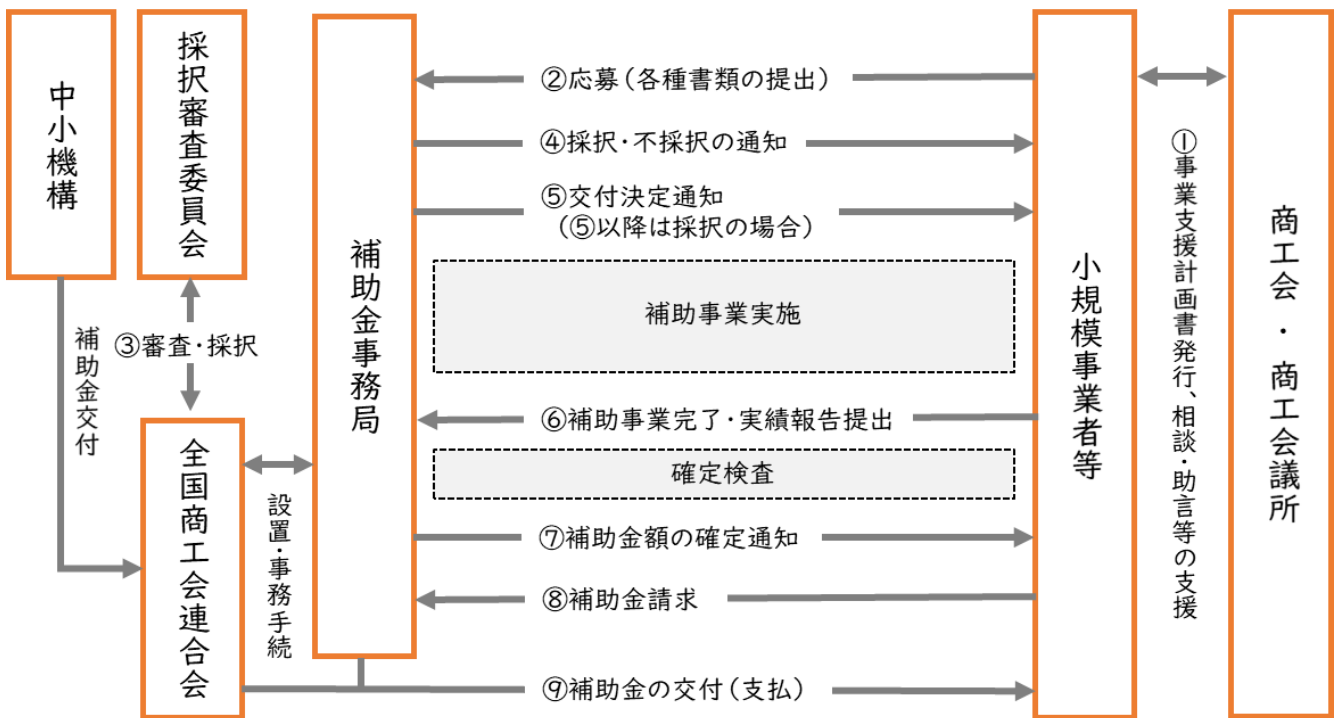 中小機構
採択審査委員会
補助金事務局
小規模事業者等
商工会・商工会議所
全国商工会連合会
①事業支援計画書発行、相談・助言等の支援
②応募(各種書類の提出)
③審査・採択
④採択・不採択の通知
⑤交付決定通知
(⑤以降は採択の場合)
補助事業実施
⑥補助事業完了・実績報告提出
確定検査
⑦補助金額の確定通知
⑧補助金請求
⑨補助金の交付(支払)
補助金交付
設置・事務手続